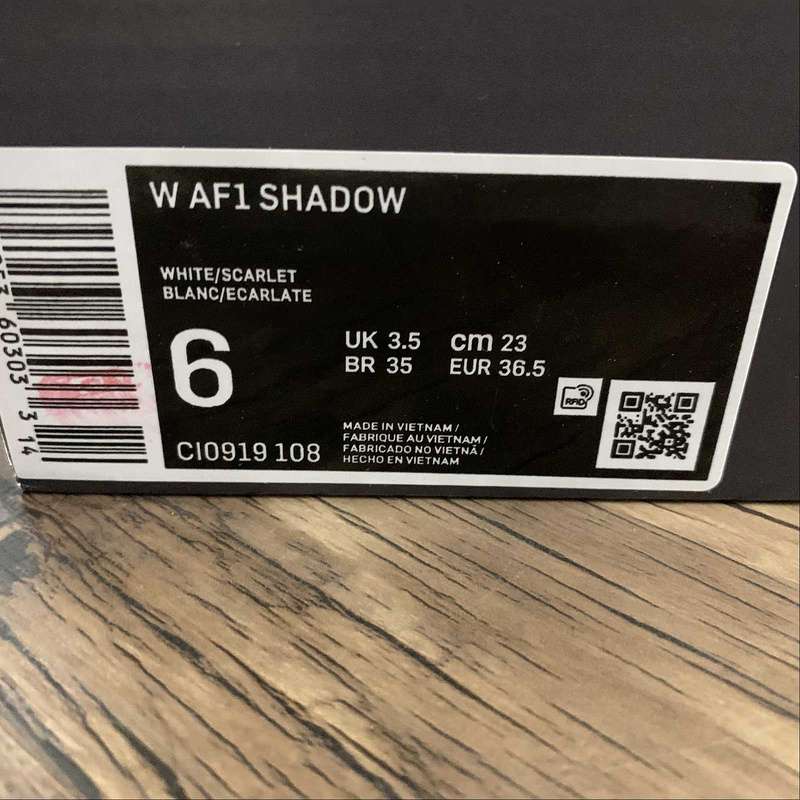 W AF1 SHADOW
WHITE/SCARLET
BLANC/ECARLATE
6
UK 3.5 cm 23
BR 35 EUR 36.5
CI0919 108
MADE IN VIETNAM /
FABRIQUE AU VIETNAM /
FABRICADO NO VIETNÃ /
HECHO EN VIETNAM
RFID
60303 3 14